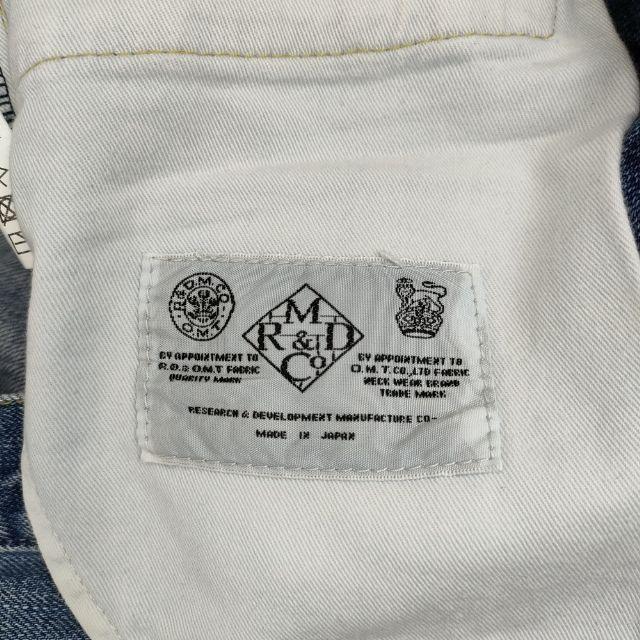 R.&D.M.CO
O.M.T.
M
R & D
Co
BY APPOINTMENT TO
R.D.& O.M.T FABRIC
QUALITY MARK
BY APPOINTMENT TO
O.M.T.CO.,LTD FABRIC
NECK WEAR BRAND
TRADE MARK
RESEARCH & DEVELOPMENT MANUFACTURE CO-
MADE IN JAPAN